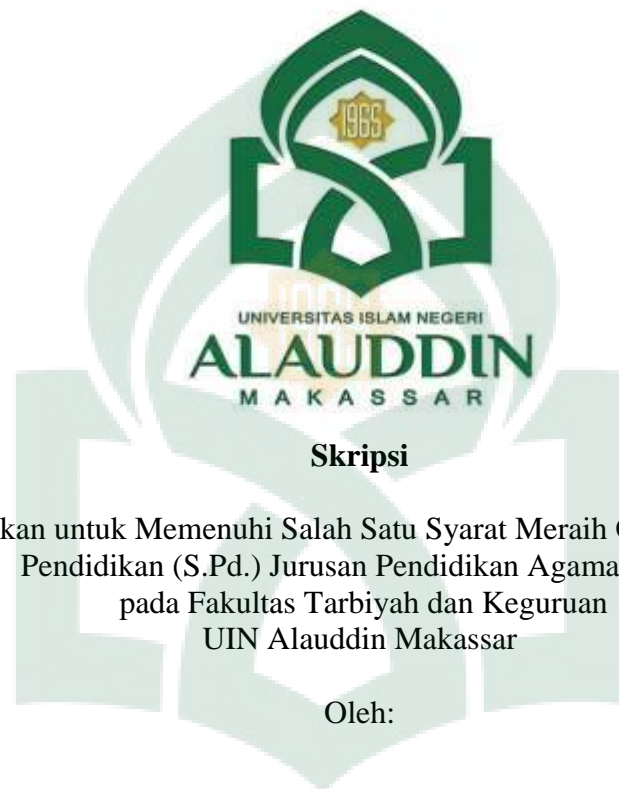 1965
UNIVERSITAS ISLAM NEGERI
ALAUDDIN
MAKASSAR
Skripsi
kan untuk Memenuhi Salah Satu Syarat Meraih
Pendidikan (S.Pd.) Jurusan Pendidikan Agama
pada Fakultas Tarbiyah dan Keguruan
UIN Alauddin Makassar
Oleh: